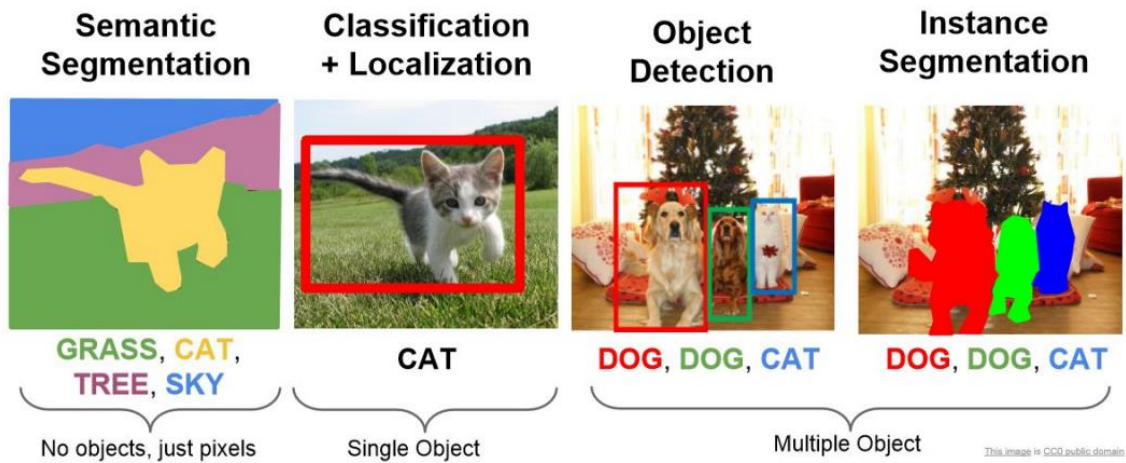 Semantic
Segmentation
Classification
+ Localization
Object
Detection
Instance
Segmentation
GRASS, CAT,
TREE, SKY
CAT
DOG, DOG, CAT
DOG, DOG, CAT
No objects, just pixels
Single Object
Multiple Object
This image is CC0 public domain